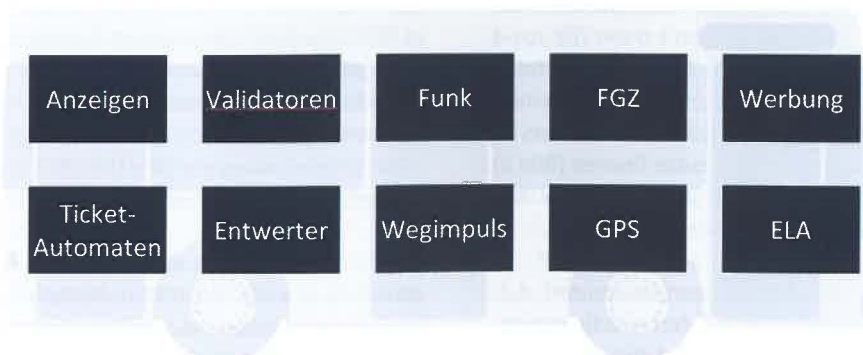 Anzeigen
Validatoren
Funk
FGZ
Werbung
Ticket-
Automaten
Entwerter
Wegimpuls
GPS
ELA